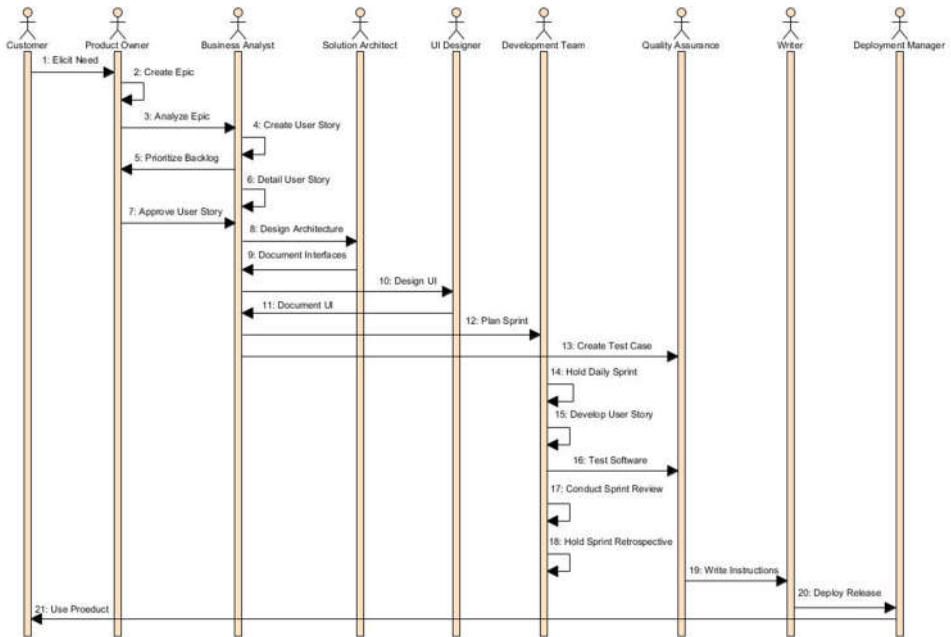 Customer
Product Owner
Business Analyst
Solution Architect
UI Designer
Development Team
Quality Assurance
Writer
Deployment Manager
1: Elicit Need
2: Create Epic
3: Analyze Epic
4: Create User Story
5: Prioritize Backlog
6: Detail User Story
7: Approve User Story
8: Design Architecture
9: Document Interfaces
10: Design UI
11: Document UI
12: Plan Sprint
13: Create Test Case
14: Hold Daily Sprint
15: Develop User Story
16: Test Software
17: Conduct Sprint Review
18: Hold Sprint Retrospective
19: Write Instructions
20: Deploy Release
21: Use Proeduct